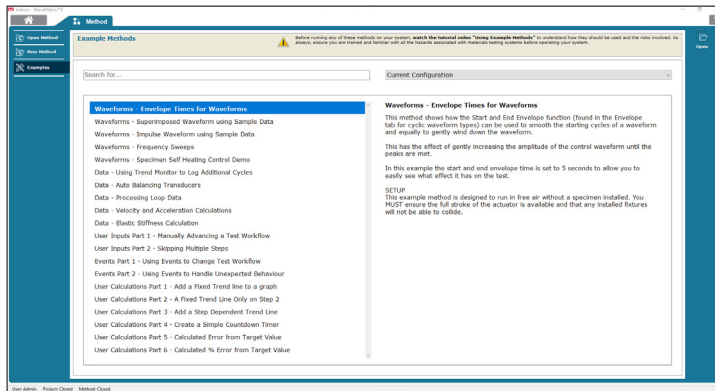 Instron - WaveMatrix™3
Method
Open Method
New Method
Examples
Example Methods
Before running any of these methods on your system, watch the tutorial video "Using Example Methods" to understand how they should be used and the risks involved. As
always, ensure you are trained and familiar with all the hazards associated with materials testing systems before operating your system.
Open
Search for...
Current Configuration
Waveforms - Envelope Times for Waveforms
Waveforms - Superimposed Waveform using Sample Data
Waveforms - Impulse Waveform using Sample Data
Waveforms - Frequency Sweeps
Waveforms - Specimen Self Heating Control Demo
Data - Using Trend Monitor to Log Additional Cycles
Data - Auto Balancing Transducers
Data - Processing Loop Data
Data - Velocity and Acceleration Calculations
Data - Elastic Stiffness Calculation
User Inputs Part 1 - Manually Advancing a Test Workflow
User Inputs Part 2 - Skipping Multiple Steps
Events Part 1 - Using Events to Change Test Workflow
Events Part 2 - Using Events to Handle Unexpected Behaviour
User Calculations Part 1 - Add a Fixed Trend line to a graph
User Calculations Part 2 - A Fixed Trend Line Only on Step 2
User Calculations Part 3 - Add a Step Dependent Trend Line
User Calculations Part 4 - Create a Simple Countdown Timer
User Calculations Part 5 - Calculated Error from Target Value
User Calculations Part 6 - Calculated % Error from Target Value
Waveforms - Envelope Times for Waveforms
This method shows how the Start and End Envelope function (found in the Envelope
tab for cyclic waveform types) can be used to smooth the starting cycles of a waveform
and equally to gently wind down the waveform.
This has the effect of gently increasing the amplitude of the control waveform until the
peaks are met.
In this example the start and end envelope time is set to 5 seconds to allow you to
easily see what effect it has on the test.
SETUP
This example method is designed to run in free air without a specimen installed. You
MUST ensure the full stroke of the actuator is available and that any installed fixtures
will not be able to collide.
User: Admin Project: Closed Method: Closed